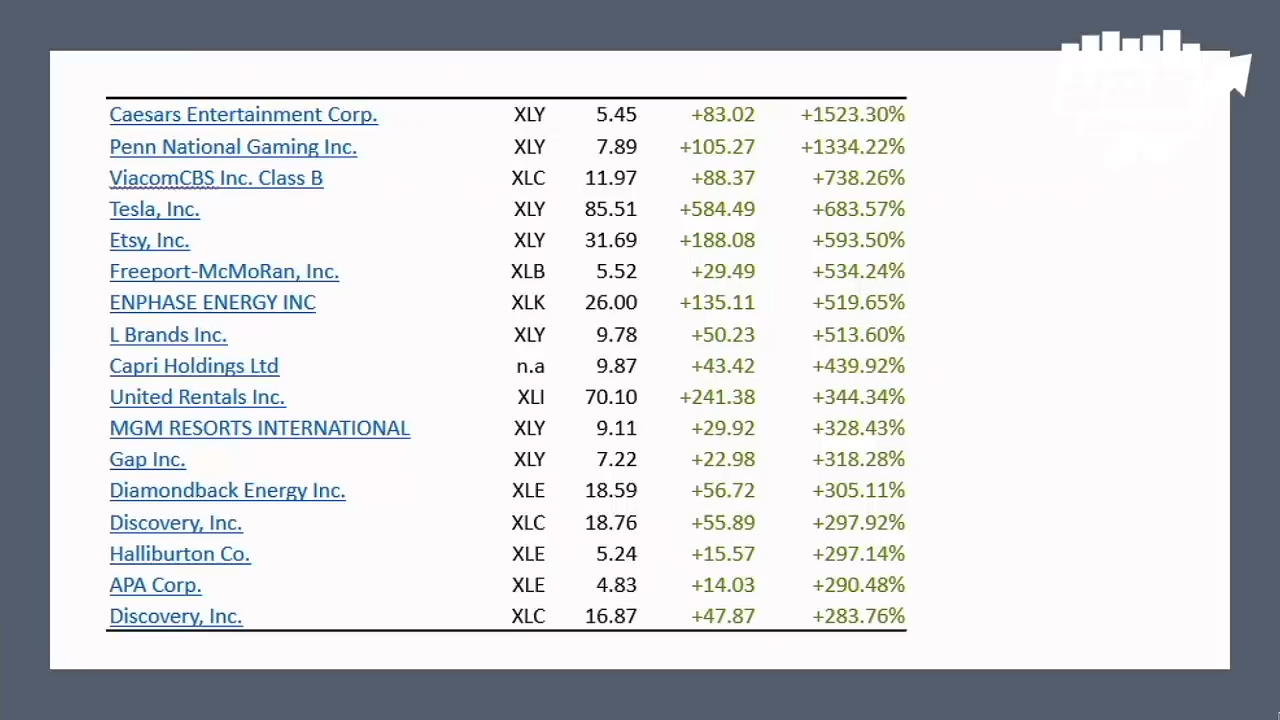 Caesars Entertainment Corp. XLY 5.45 +83.02 +1523.30%
Penn National Gaming Inc. XLY 7.89 +105.27 +1334.22%
ViacomCBS Inc. Class B XLC 11.97 +88.37 +738.26%
Tesla, Inc. XLY 85.51 +584.49 +683.57%
Etsy, Inc. XLY 31.69 +188.08 +593.50%
Freeport-McMoRan, Inc. XLB 5.52 +29.49 +534.24%
ENPHASE ENERGY INC XLK 26.00 +135.11 +519.65%
L Brands Inc. XLY 9.78 +50.23 +513.60%
Capri Holdings Ltd n.a 9.87 +43.42 +439.92%
United Rentals Inc. XLI 70.10 +241.38 +344.34%
MGM RESORTS INTERNATIONAL XLY 9.11 +29.92 +328.43%
Gap Inc. XLY 7.22 +22.98 +318.28%
Diamondback Energy Inc. XLE 18.59 +56.72 +305.11%
Discovery, Inc. XLC 18.76 +55.89 +297.92%
Halliburton Co. XLE 5.24 +15.57 +297.14%
APA Corp. XLE 4.83 +14.03 +290.48%
Discovery, Inc. XLC 16.87 +47.87 +283.76%